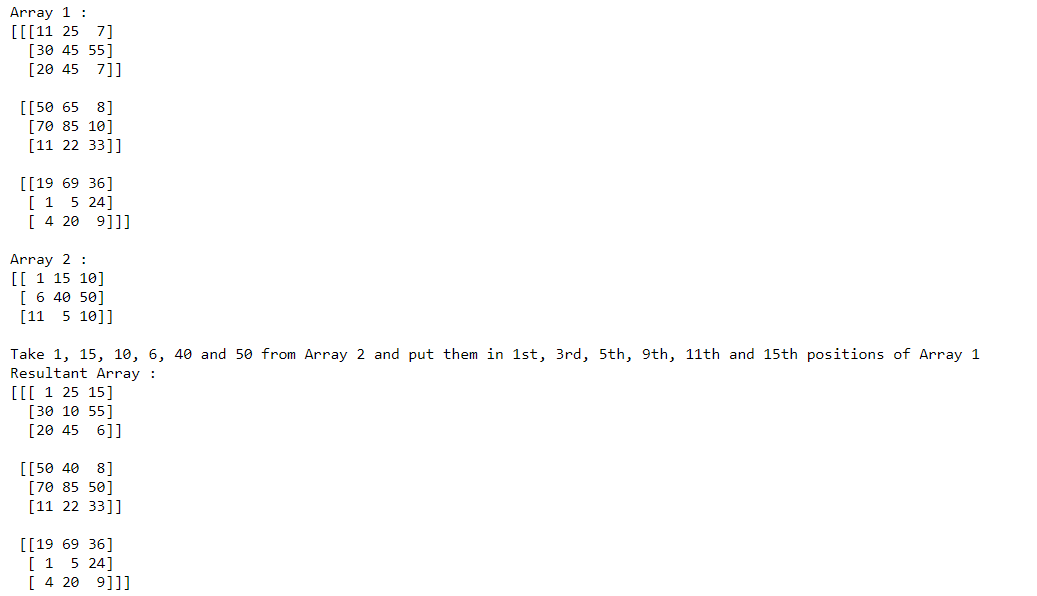 Array 1 :
[[[11 25  7]
  [30 45 55]
  [20 45  7]]

 [[50 65  8]
  [70 85 10]
  [11 22 33]]

 [[19 69 36]
  [ 1  5 24]
  [ 4 20  9]]]

Array 2 :
[[ 1 15 10]
 [ 6 40 50]
 [11  5 10]]

Take 1, 15, 10, 6, 40 and 50 from Array 2 and put them in 1st, 3rd, 5th, 9th, 11th and 15th positions of Array 1
Resultant Array :
[[[ 1 25 15]
  [30 10 55]
  [20 45  6]]

 [[50 40  8]
  [70 85 50]
  [11 22 33]]

 [[19 69 36]
  [ 1  5 24]
  [ 4 20  9]]]